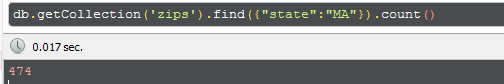 db.getCollection('zips').find({"state":"MA"}).count()
0.017 sec.
474